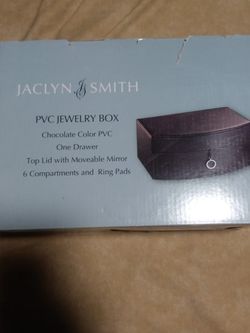 JACLYN SMITH
PVC JEWELRY BOX
Chocolate Color PVC
One Drawer
Top Lid with Moveable Mirror
6 Compartments and Ring Pads